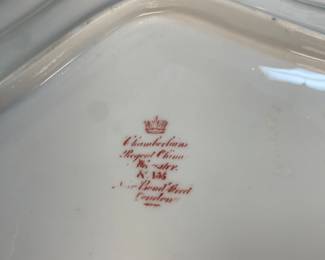 Chamberlains
Regent China
Worcester.
& 155
New Bond Street
London